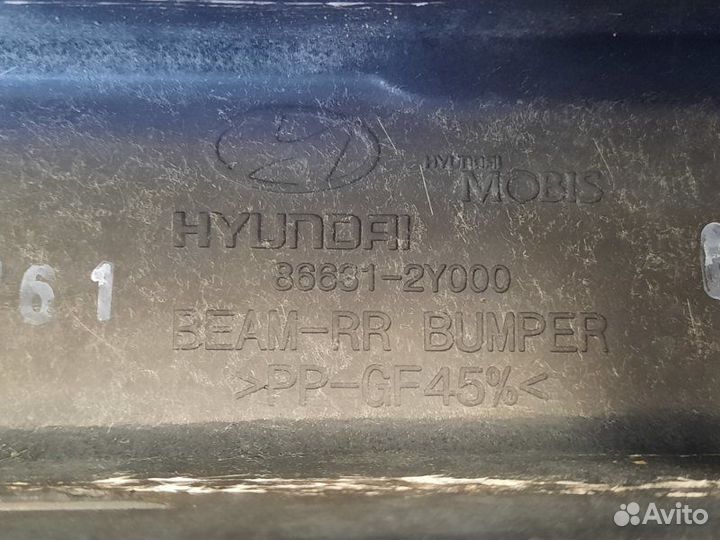 HYUNDAI
MOBIS
HYUNDAI
86631-2Y000
61
BEAM-RR BUMPER
>PP-GF45%<
Avito